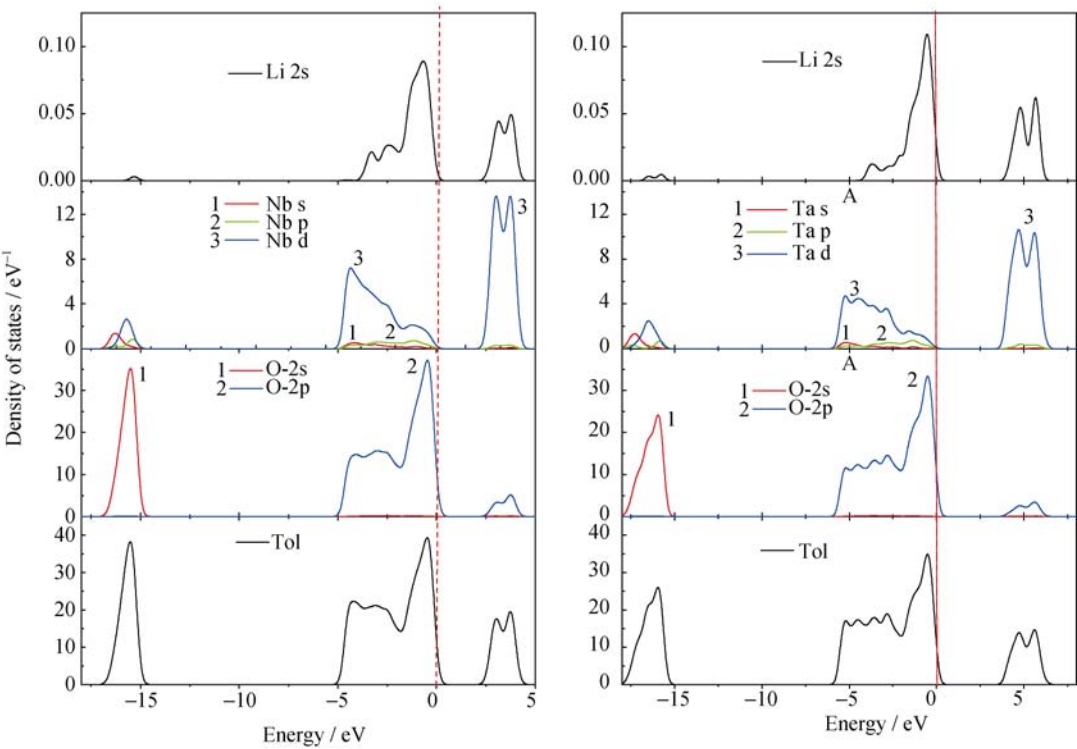 Density of states / eV⁻¹
0.10
0.05
0.00
Li 2s
12
8
4
0
1 Nb s
2 Nb p
3 Nb d
3
1
2
3
30
20
10
0
1
1 O-2s
2 O-2p
2
40
30
20
10
0
Tol
−15
−10
−5
0
5
Energy / eV
0.10
0.05
0.00
Li 2s
A
12
8
4
0
1 Ta s
2 Ta p
3 Ta d
3
1
2
3
A
30
20
10
0
1
1 O-2s
2 O-2p
2
40
30
20
10
0
Tol
−15
−10
−5
0
5
Energy / eV